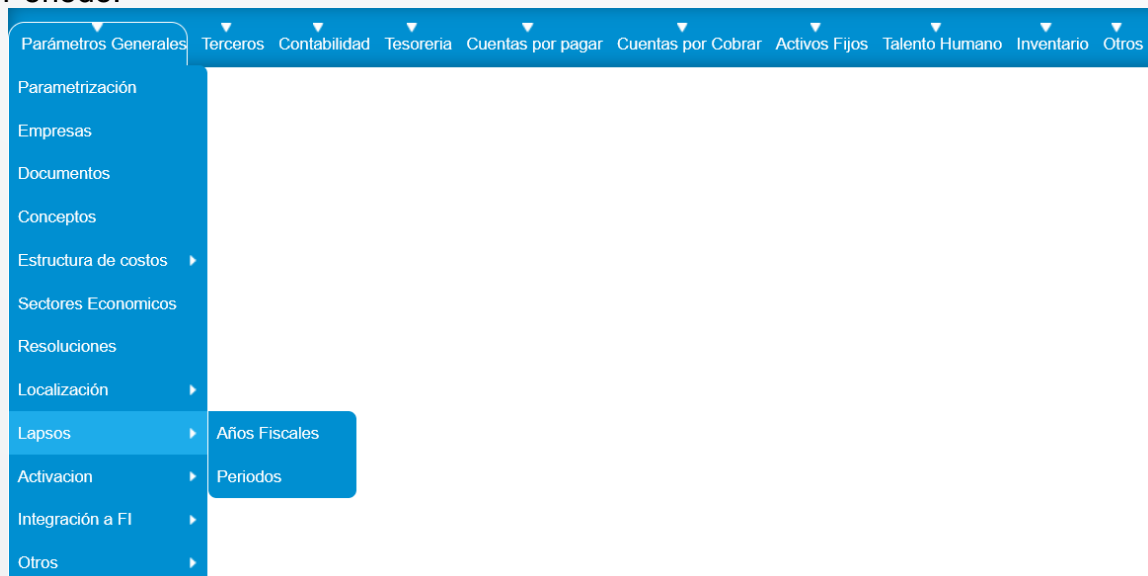 Periodo.
Parámetros Generales Terceros Contabilidad Tesoreria Cuentas por pagar Cuentas por Cobrar Activos Fijos Talento Humano Inventario Otros
Parametrización
Empresas
Documentos
Conceptos
Estructura de costos
Sectores Economicos
Resoluciones
Localización
Lapsos Años Fiscales
Activacion Periodos
Integración a FI
Otros